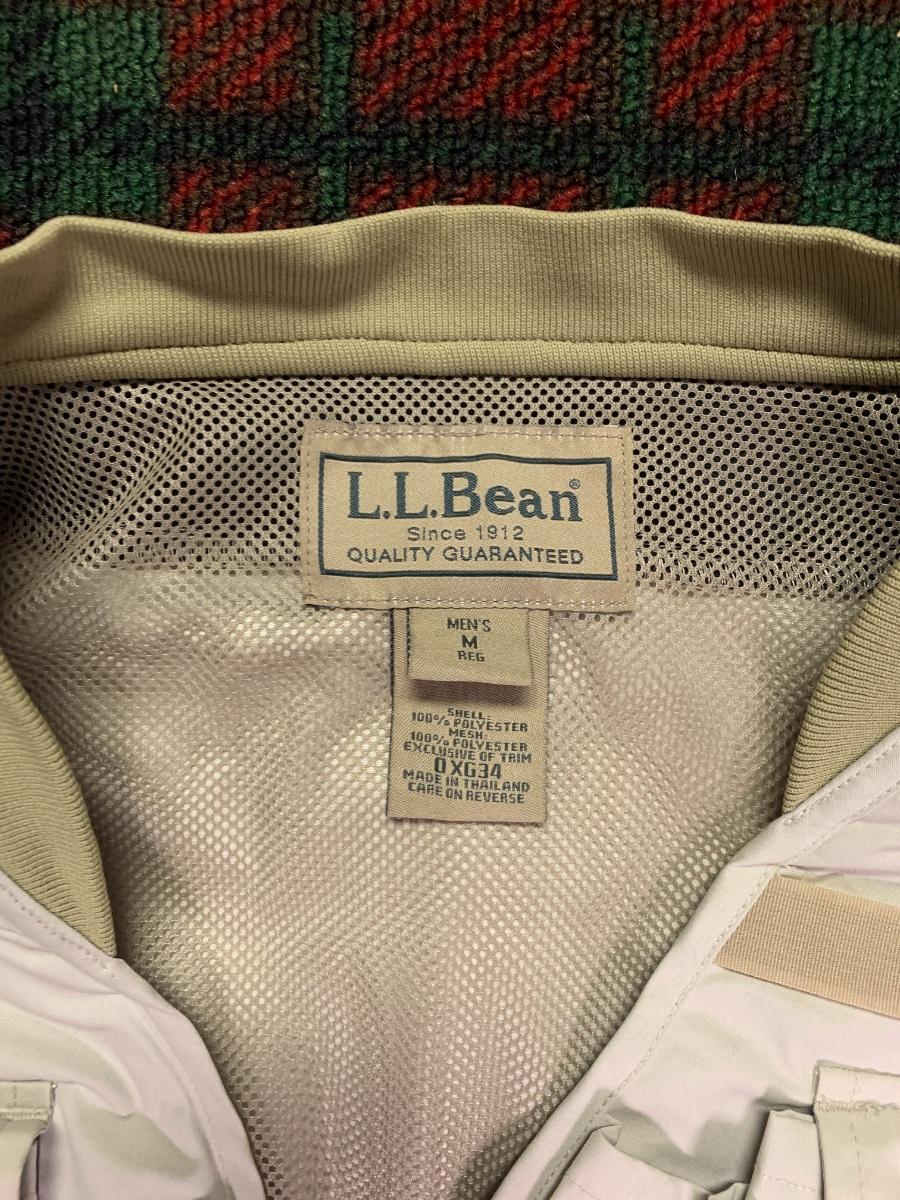 L.L.Bean®
Since 1912
QUALITY GUARANTEED
MEN'S
M
REG
SHELL:
100% POLYESTER
MESH:
100% POLYESTER
EXCLUSIVE OF TRIM
0XG34
MADE IN THAILAND
CARE ON REVERSE